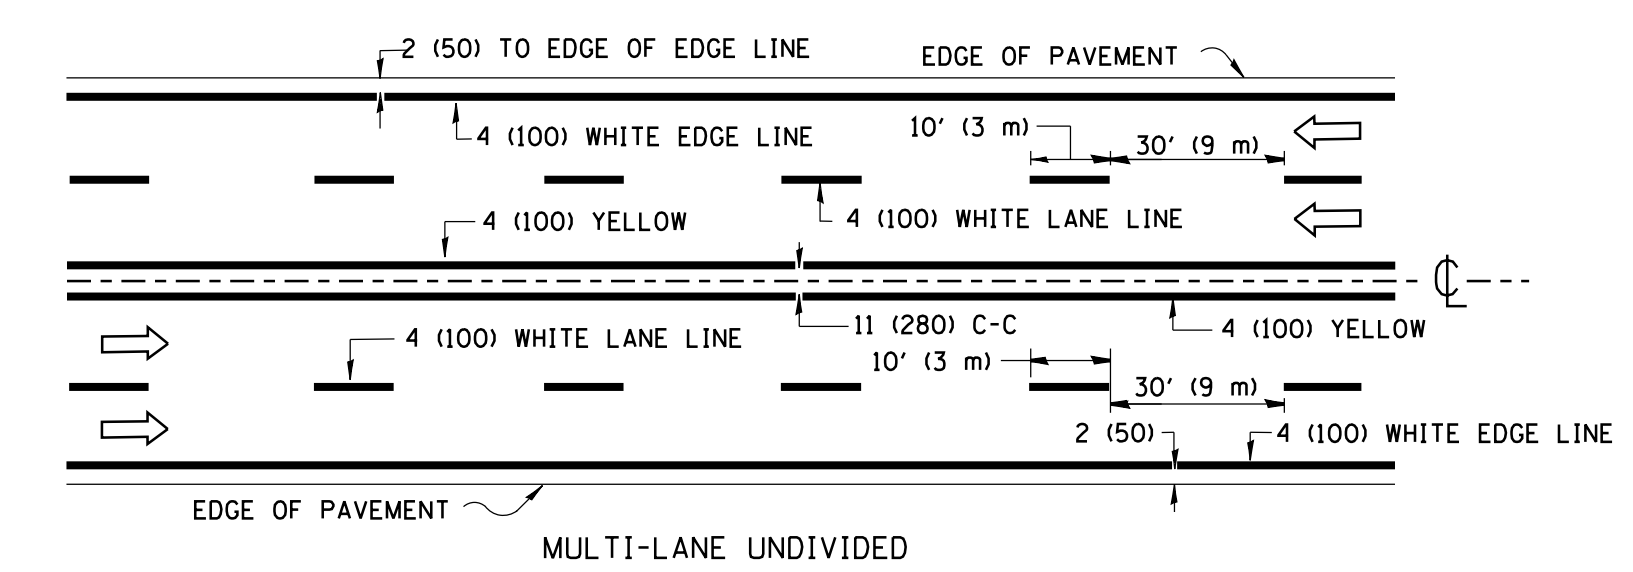 2 (50) TO EDGE OF EDGE LINE
EDGE OF PAVEMENT
4 (100) WHITE EDGE LINE
10' (3 m)
30' (9 m)
4 (100) YELLOW
4 (100) WHITE LANE LINE
℄
11 (280) C-C
4 (100) YELLOW
4 (100) WHITE LANE LINE
10' (3 m)
30' (9 m)
2 (50)
4 (100) WHITE EDGE LINE
EDGE OF PAVEMENT
MULTI-LANE UNDIVIDED